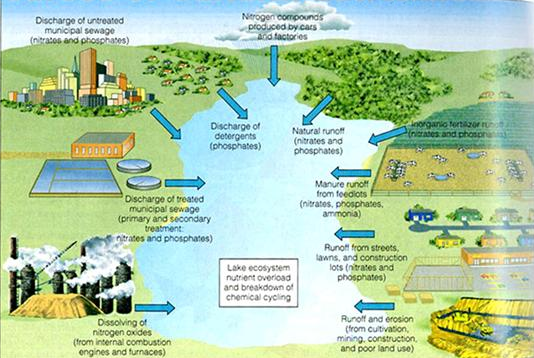 Discharge of untreated
municipal sewage
(nitrates and phosphates)
Nitrogen compounds
produced by cars
and factories
Discharge of
detergents
(phosphates)
Natural runoff
(nitrates and
phosphates)
Inorganic fertilizer runoff
(nitrates and phosphates)
Manure runoff
from feedlots
(nitrates, phosphates,
ammonia)
Discharge of treated
municipal sewage
(primary and secondary
treatment:
nitrates and phosphates)
Runoff from streets,
lawns, and construction
lots (nitrates and
phosphates)
Lake ecosystem
nutrient overload
and breakdown of
chemical cycling
Dissolving of
nitrogen oxides
(from internal combustion
engines and furnaces)
Runoff and erosion
(from cultivation,
mining, construction,
and poor land use)